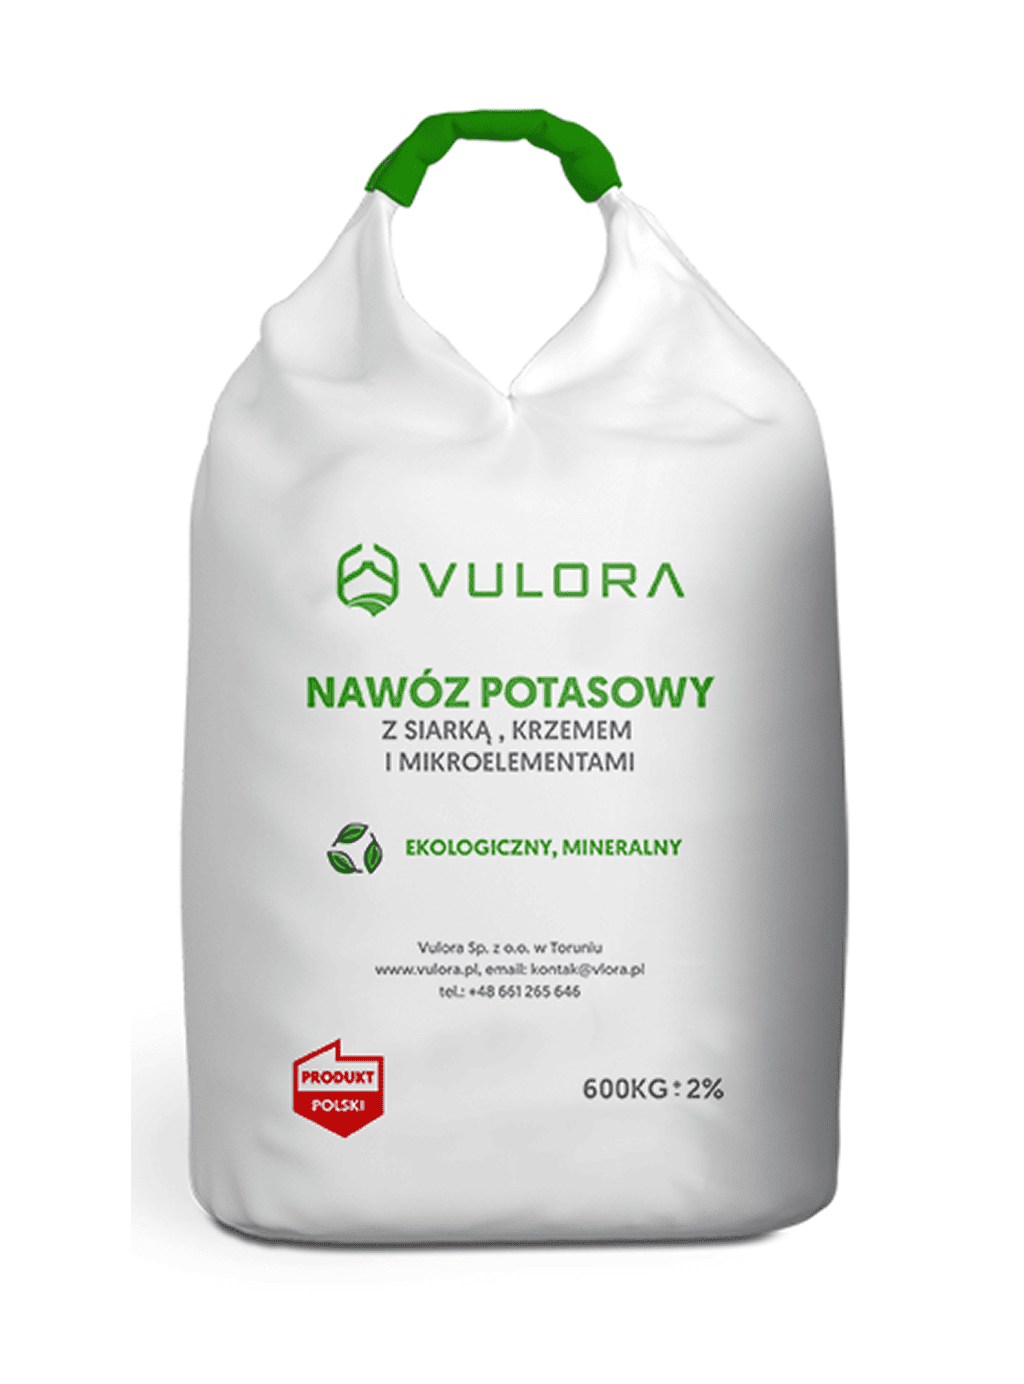 VULORA
NAWÓZ POTASOWY
Z SIARKĄ , KRZEMEM
I MIKROELEMENTAMI
EKOLOGICZNY, MINERALNY
Vulora Sp. z o.o. w Toruniu
www.vulora.pl, email: kontak@vlora.pl
tel.: +48 661 265 646
PRODUKT
POLSKI
600KG ± 2%